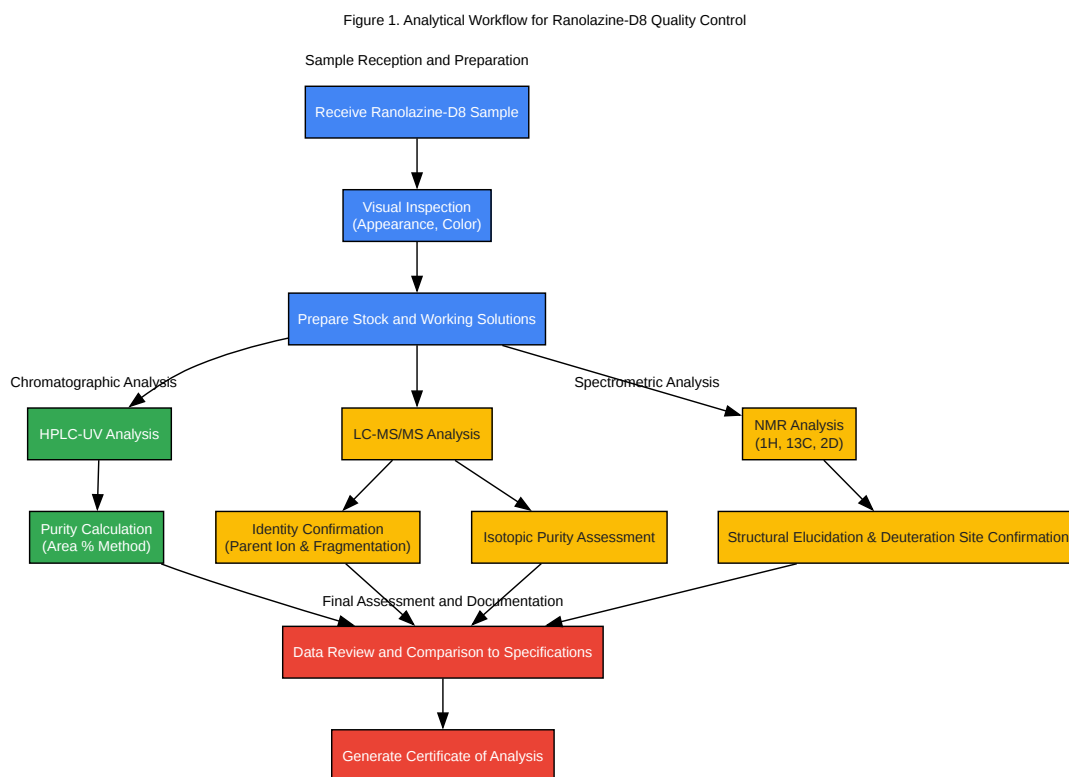 Figure 1. Analytical Workflow for Ranolazine-D8 Quality Control
Sample Reception and Preparation
Receive Ranolazine-D8 Sample
Visual Inspection
(Appearance, Color)
Prepare Stock and Working Solutions
Chromatographic Analysis
Spectrometric Analysis
HPLC-UV Analysis
LC-MS/MS Analysis
NMR Analysis
(1H, 13C, 2D)
Purity Calculation
(Area % Method)
Identity Confirmation
(Parent Ion & Fragmentation)
Isotopic Purity Assessment
Structural Elucidation & Deuteration Site Confirmation
Final Assessment and Documentation
Data Review and Comparison to Specifications
Generate Certificate of Analysis